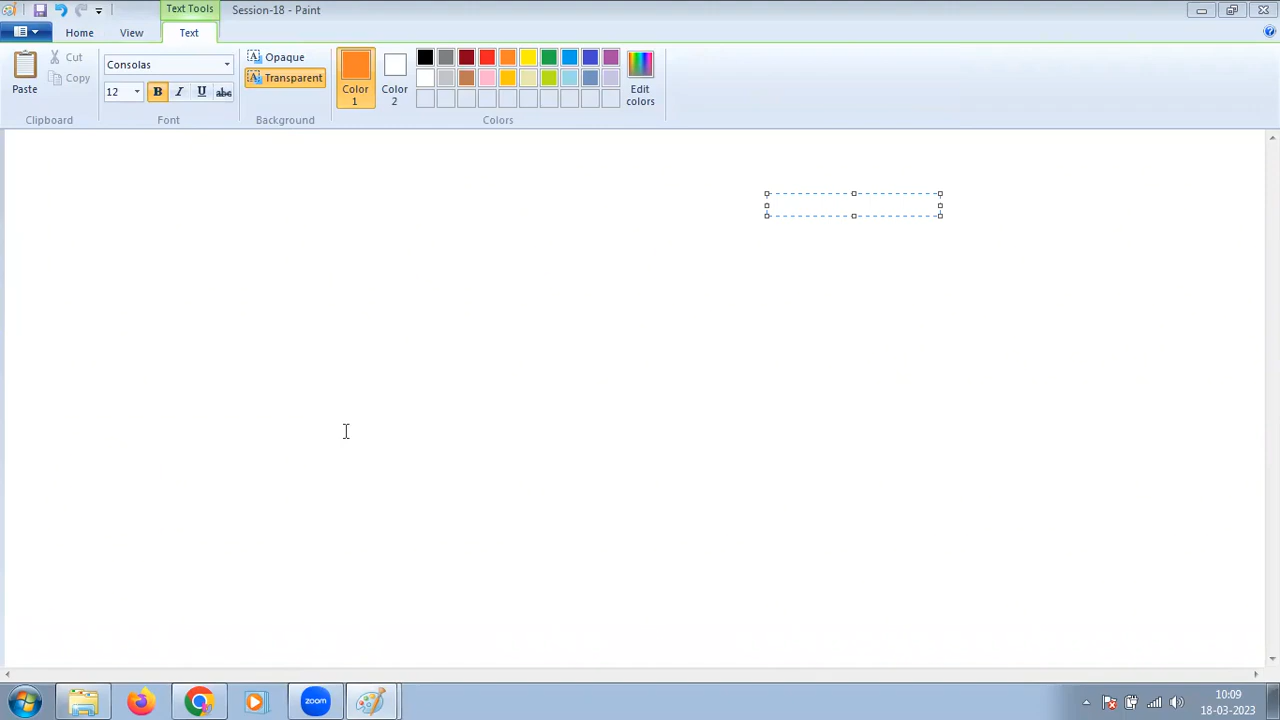 Text Tools
Session-18 - Paint
Home
View
Text
Paste
Cut
Copy
Clipboard
Consolas
12
B
I
U
abc
Font
A Opaque
A Transparent
Background
Color
1
Color
2
Edit
colors
Colors
zoom
10:09
18-03-2023